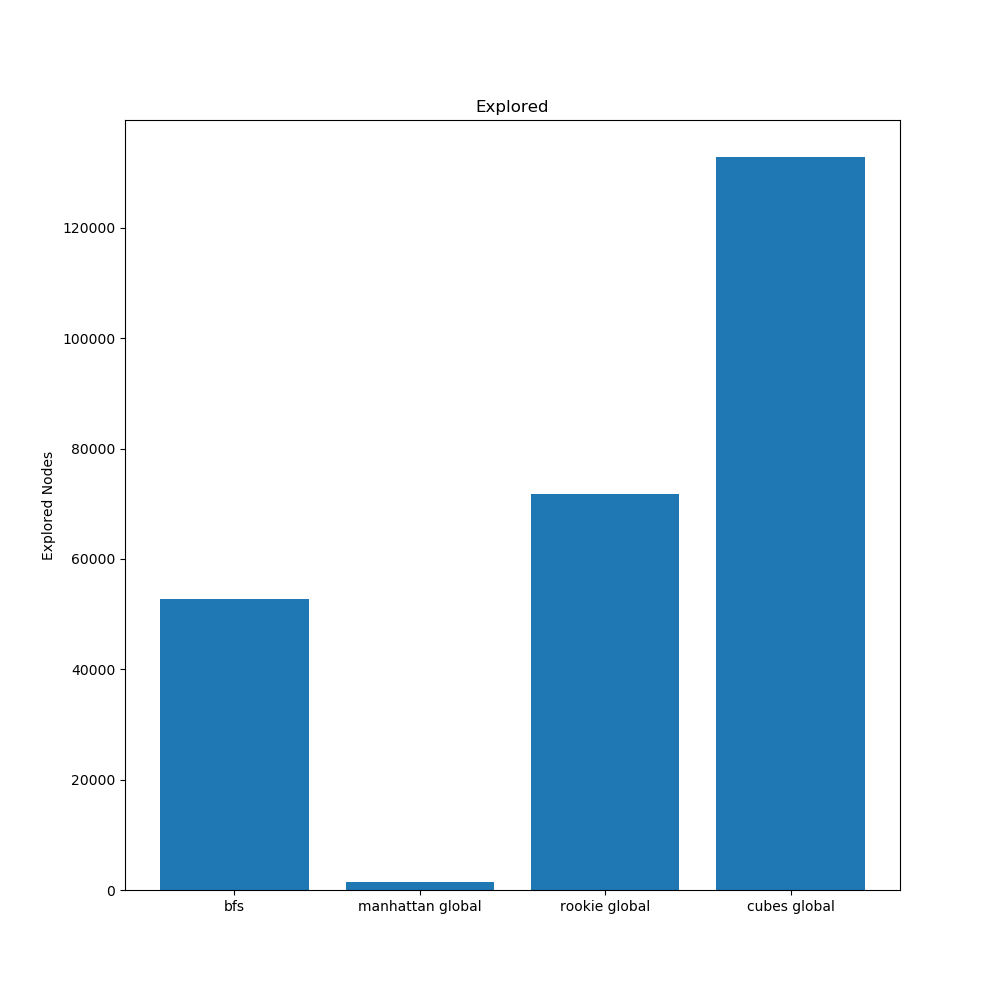 Explored
Explored Nodes
120000
100000
80000
60000
40000
20000
0
bfs
manhattan global
rookie global
cubes global